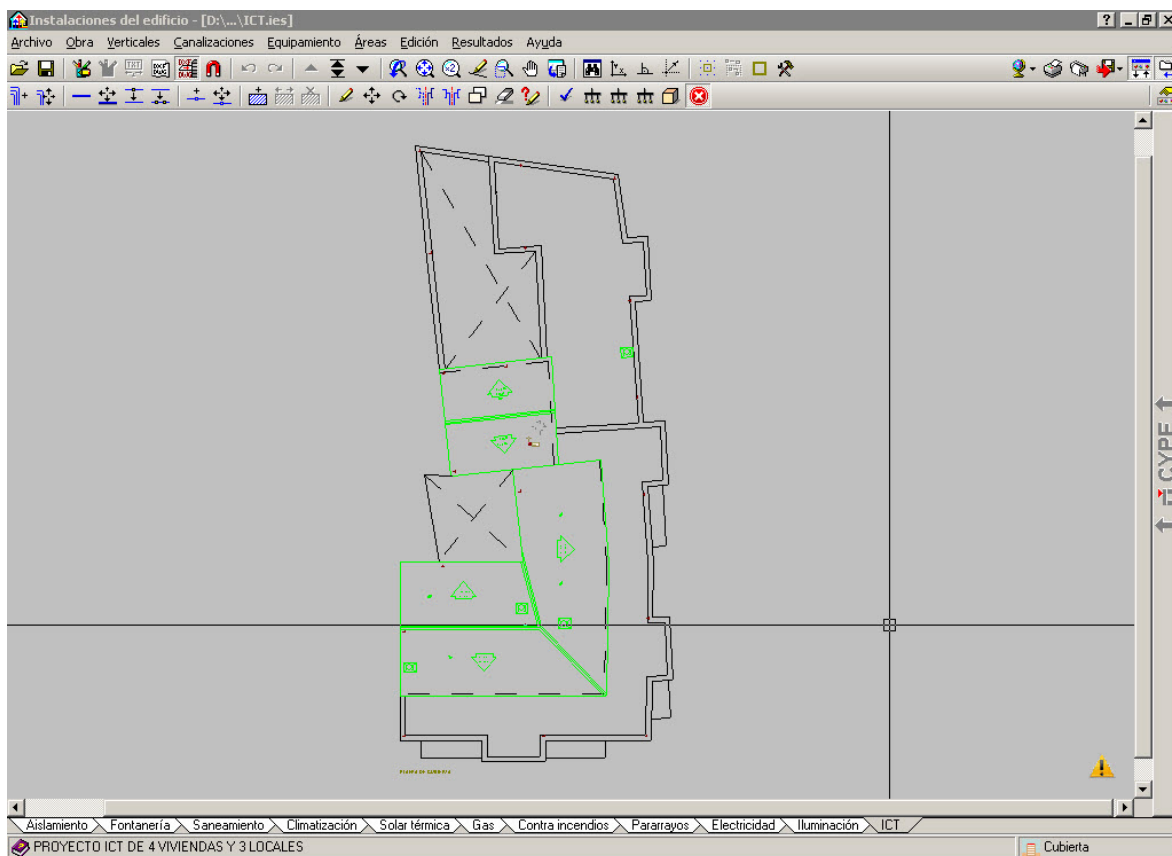 Instalaciones del edificio - [D:\...\ICT.ies]
Archivo Obra Verticales Canalizaciones Equipamiento Áreas Edición Resultados Ayuda
CYPE
Aislamiento Fontanería Saneamiento Climatización Solar térmica Gas Contra incendios Pararrayos Electricidad Iluminación ICT
PROYECTO ICT DE 4 VIVIENDAS Y 3 LOCALES Cubierta